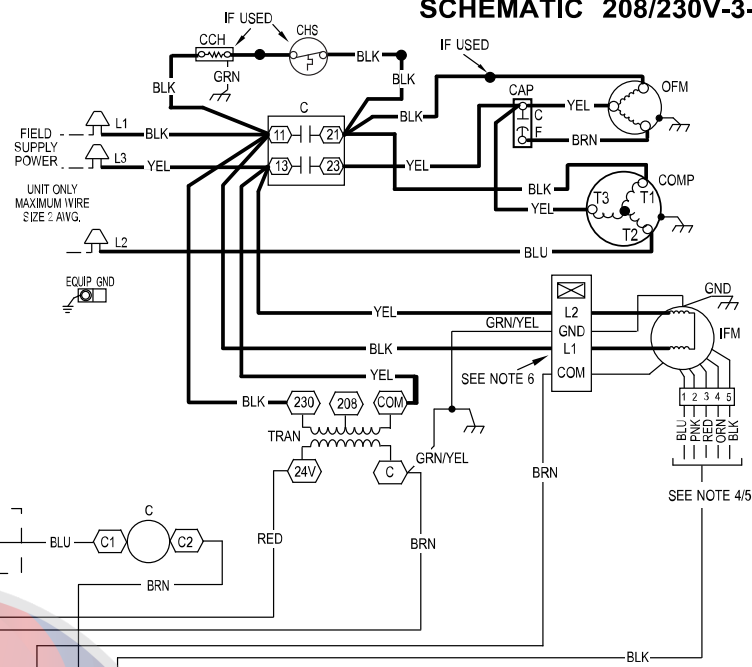 SCHEMATIC 208/230V-3-
IF USED
CCH
CHS
IF USED
BLK
GRN
BLK
BLK
CAP
C
F
OFM
YEL
BRN
BLK
C
11
21
13
23
FIELD
SUPPLY
POWER
L1
BLK
L3
YEL
YEL
COMP
BLK
YEL
T3
T1
T2
UNIT ONLY
MAXIMUM WIRE
SIZE 2 AWG.
L2
BLU
EQUIP GND
YEL
GRN/YEL
BLK
L2
GND
L1
COM
GND
IFM
SEE NOTE 6
YEL
BLK
230
208
COM
TRAN
24V
C
GRN/YEL
1 2 3 4 5
BLU
PNK
RED
ORN
BLK
SEE NOTE 4/5
BRN
RED
BRN
C
BLU
C1
C2
BRN
BLK